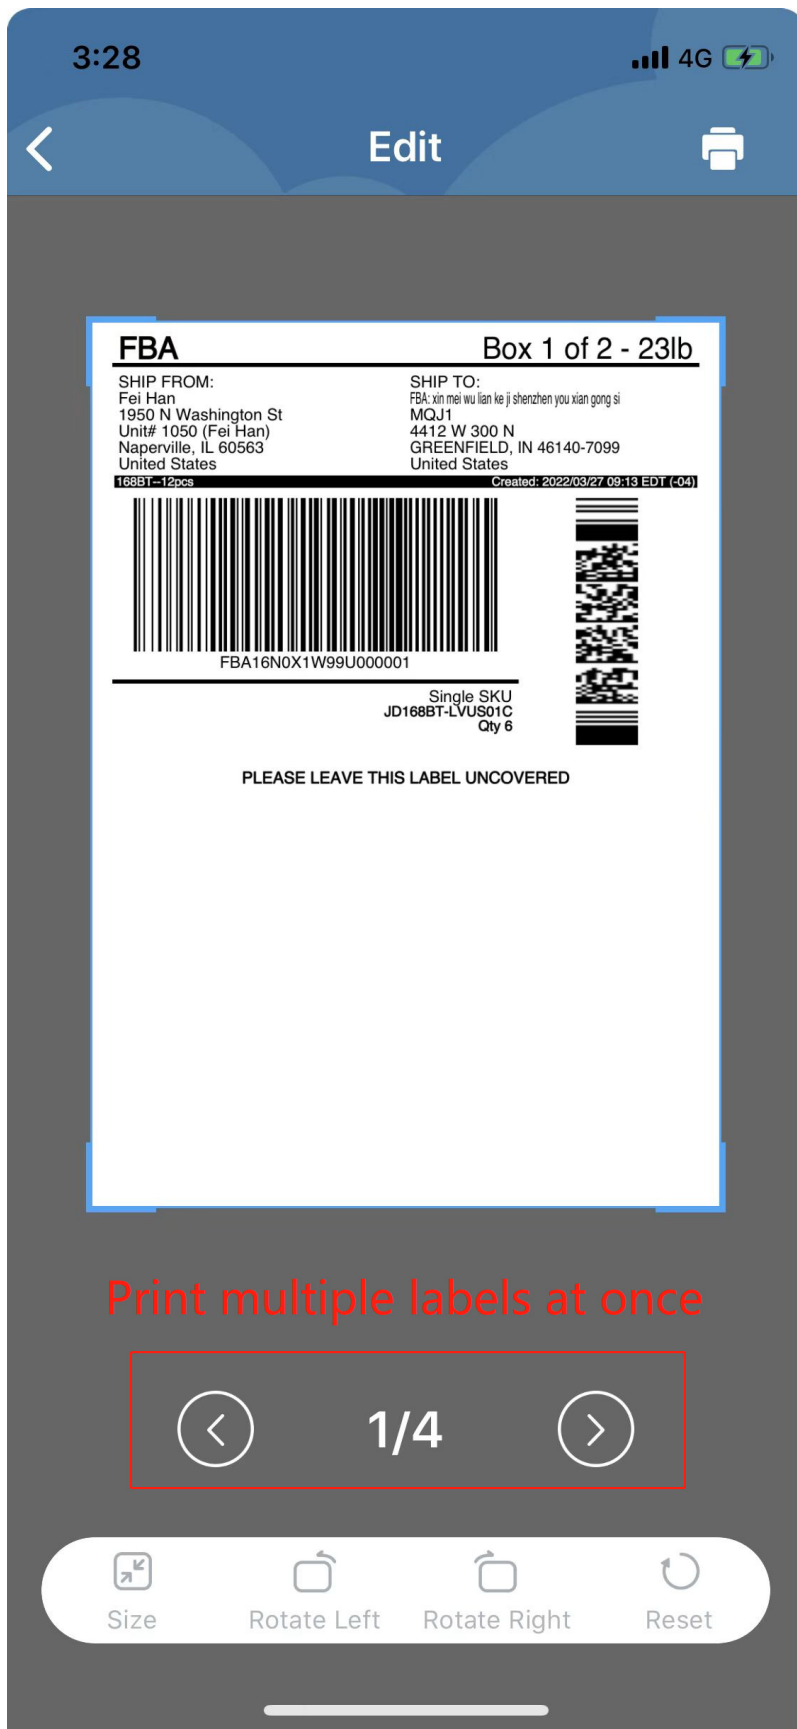 3:28
4G
Edit
FBA
Box 1 of 2 - 23lb
SHIP FROM:
Fei Han
1950 N Washington St
Unit# 1050 (Fei Han)
Naperville, IL 60563
United States
SHIP TO:
FBA: xin mei wu lian ke ji shenzhen you xian gong si
MQJ1
4412 W 300 N
GREENFIELD, IN 46140-7099
United States
168BT--12pcs
Created: 2022/03/27 09:13 EDT (-04)
FBA16N0X1W99U000001
Single SKU
JD168BT-LVUS01C
Qty 6
PLEASE LEAVE THIS LABEL UNCOVERED
Print multiple labels at once
1/4
Size
Rotate Left
Rotate Right
Reset